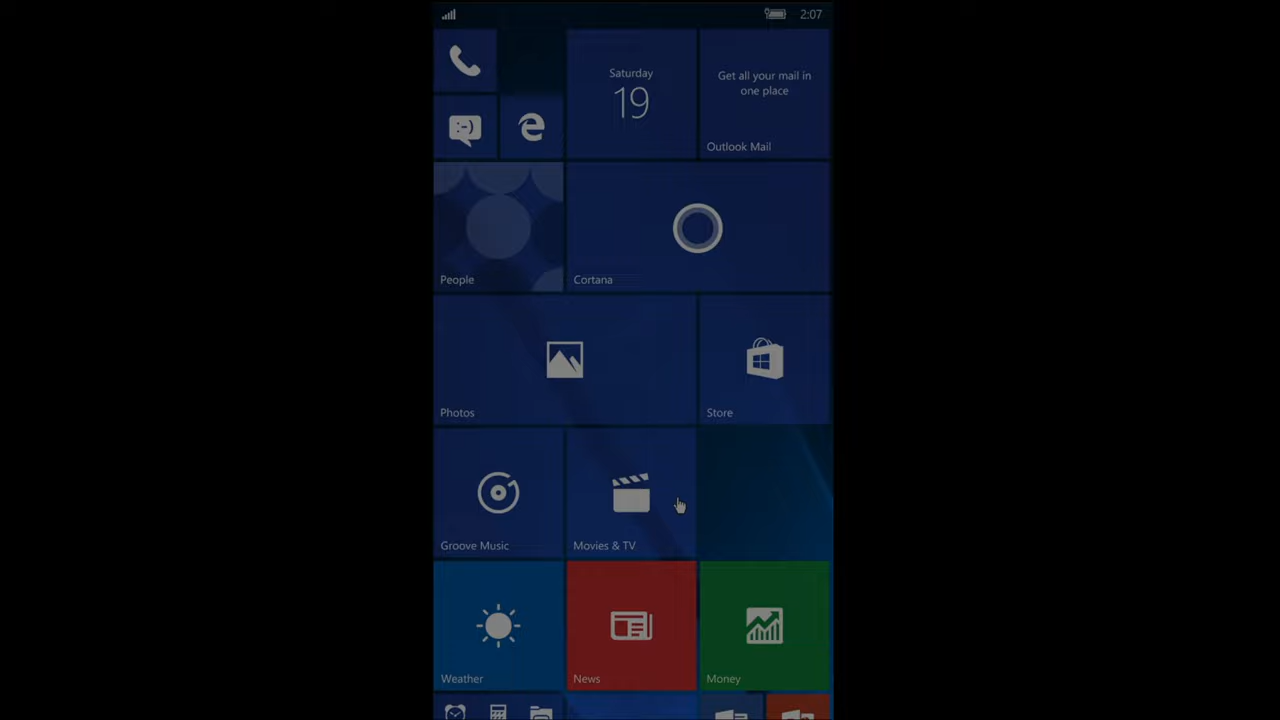 2:07
Saturday
19
Get all your mail in
one place
Outlook Mail
People
Cortana
Photos
Store
Groove Music
Movies & TV
Weather
News
Money